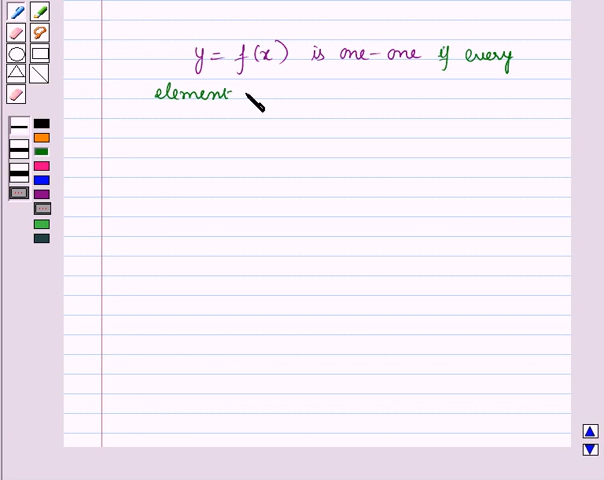 y = f(x) is one-one if every
element